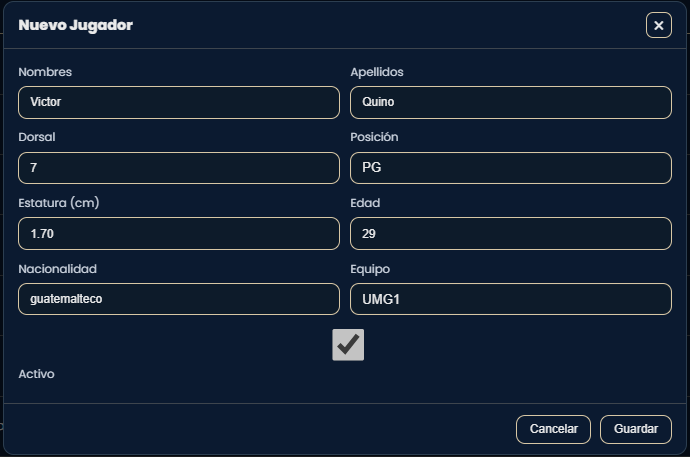 Nuevo Jugador
Nombres Apellidos
Victor Quino
Dorsal Posición
7 PG
Estatura (cm) Edad
1.70 29
Nacionalidad Equipo
guatemalteco UMG1
Activo
Cancelar Guardar